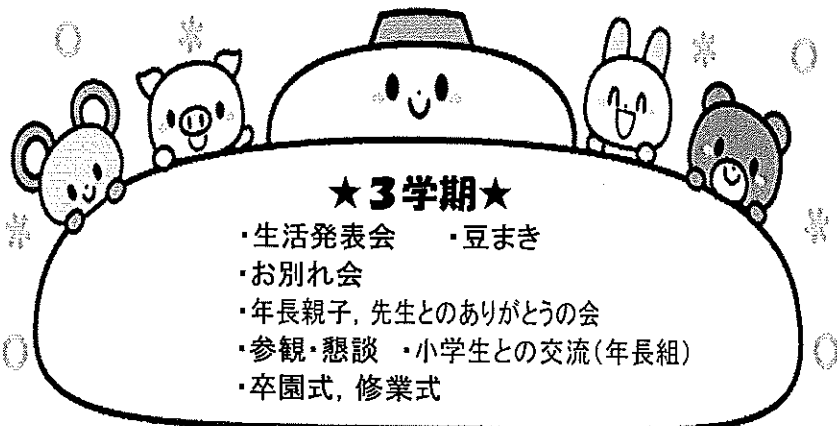 ★3学期★
・生活発表会　・豆まき
・お別れ会
・年長親子，先生とのありがとうの会
・参観・懇談　・小学生との交流（年長組）
・卒園式，修業式